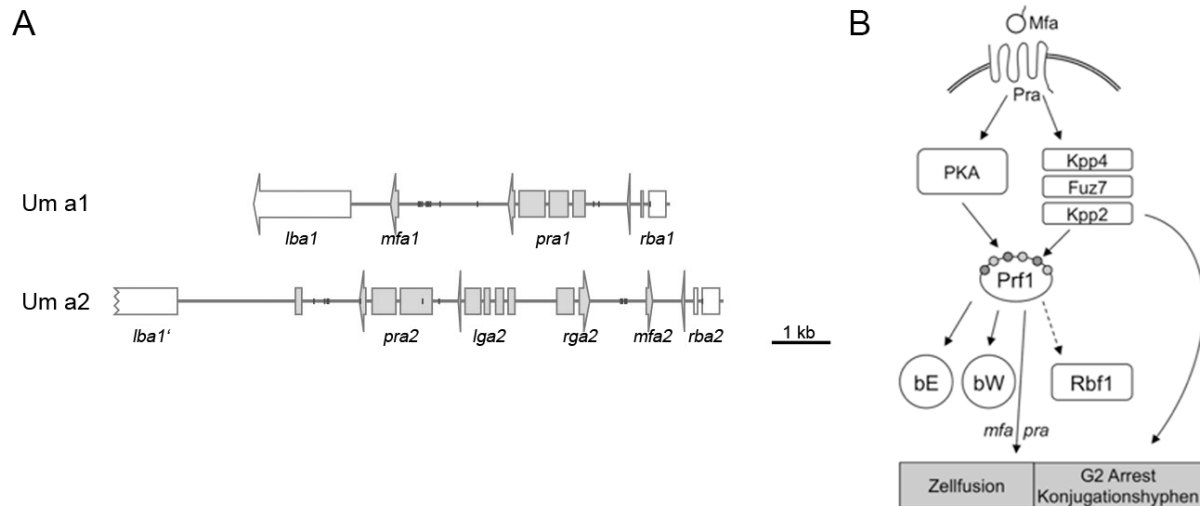 A
Um a1
lba1
mfa1
pra1
rba1
Um a2
lba1‘
pra2
lga2
rga2
mfa2
rba2
1 kb
B
Mfa
Pra
PKA
Kpp4
Fuz7
Kpp2
Prf1
bE
bW
Rbf1
mfa
pra
Zellfusion
G2 Arrest
Konjugationshyphen